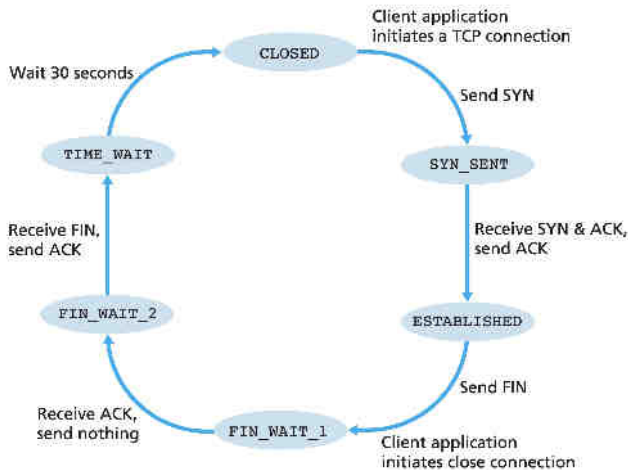 Client application
initiates a TCP connection
CLOSED
Wait 30 seconds
Send SYN
TIME_WAIT
SYN_SENT
Receive FIN,
send ACK
Receive SYN & ACK,
send ACK
FIN_WAIT_2
ESTABLISHED
Send FIN
Receive ACK,
send nothing
FIN_WAIT_1
Client application
initiates close connection